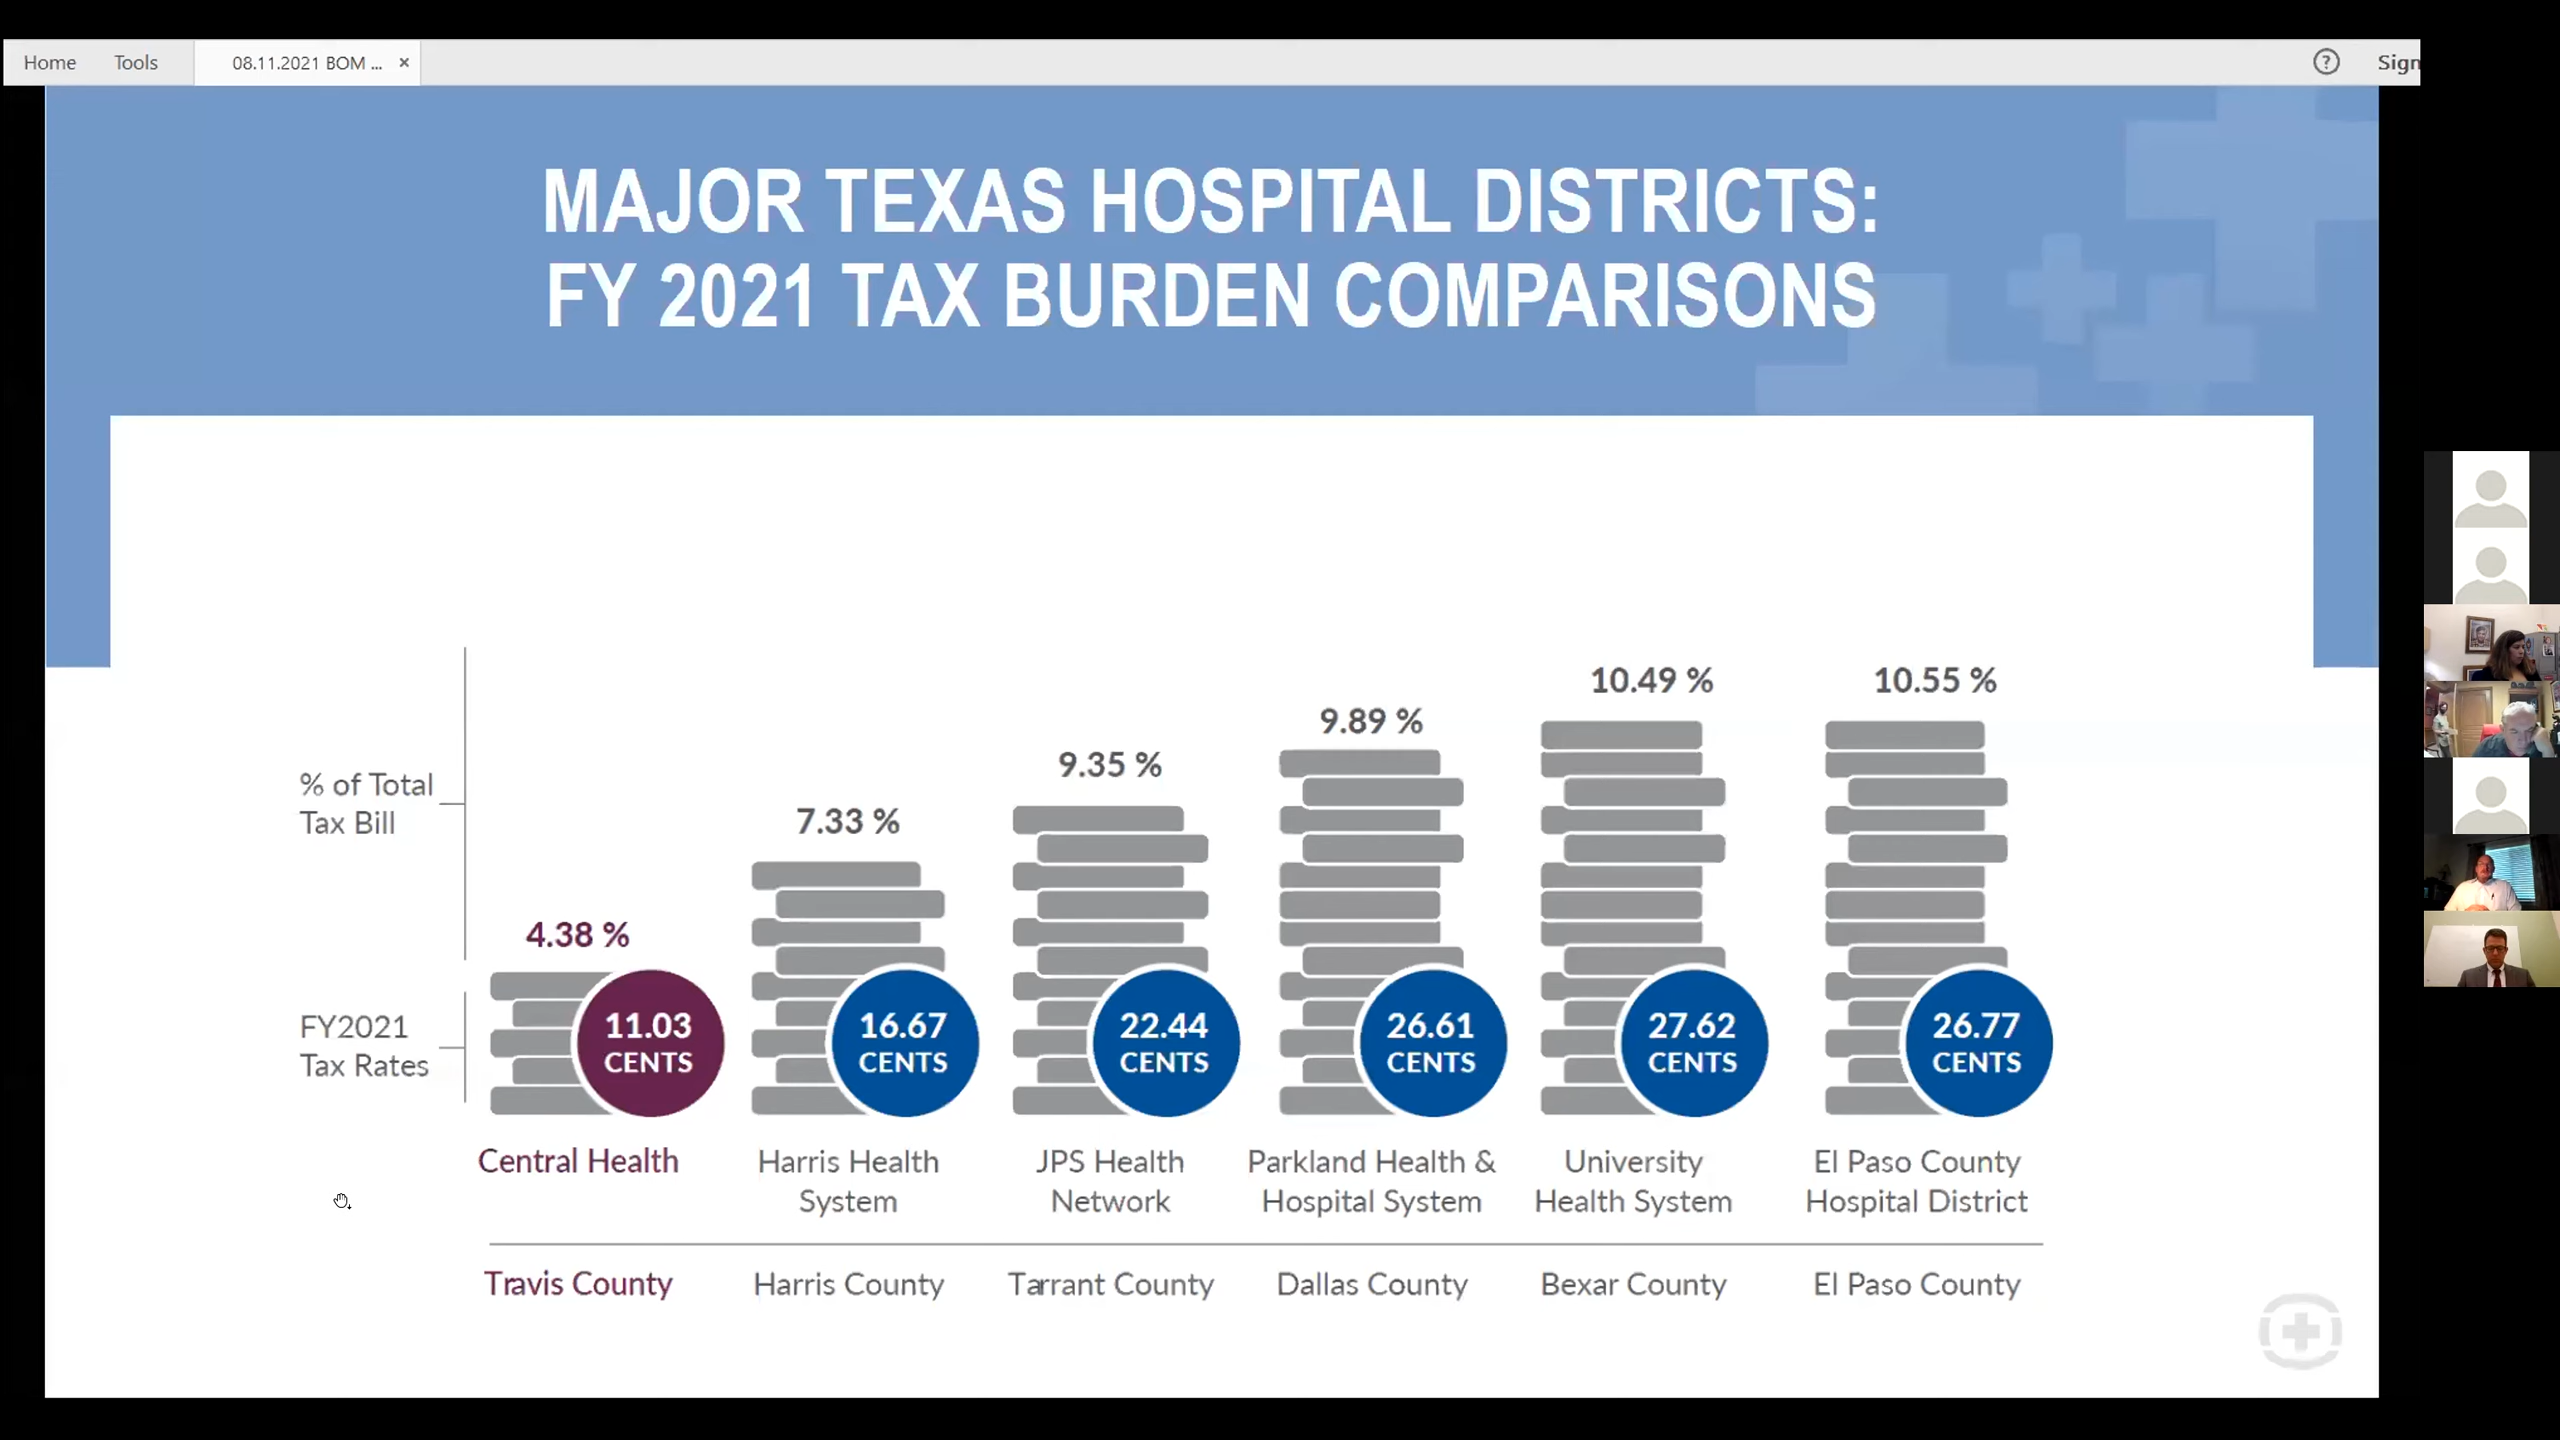 Home Tools 08.11.2021 BOM ... × ? Sign
MAJOR TEXAS HOSPITAL DISTRICTS:
FY 2021 TAX BURDEN COMPARISONS
% of Total
Tax Bill
4.38 %
7.33 %
9.35 %
9.89 %
10.49 %
10.55 %
FY2021
Tax Rates
11.03
CENTS
16.67
CENTS
22.44
CENTS
26.61
CENTS
27.62
CENTS
26.77
CENTS
Central Health
Harris Health
System
JPS Health
Network
Parkland Health &
Hospital System
University
Health System
El Paso County
Hospital District
Travis County
Harris County
Tarrant County
Dallas County
Bexar County
El Paso County